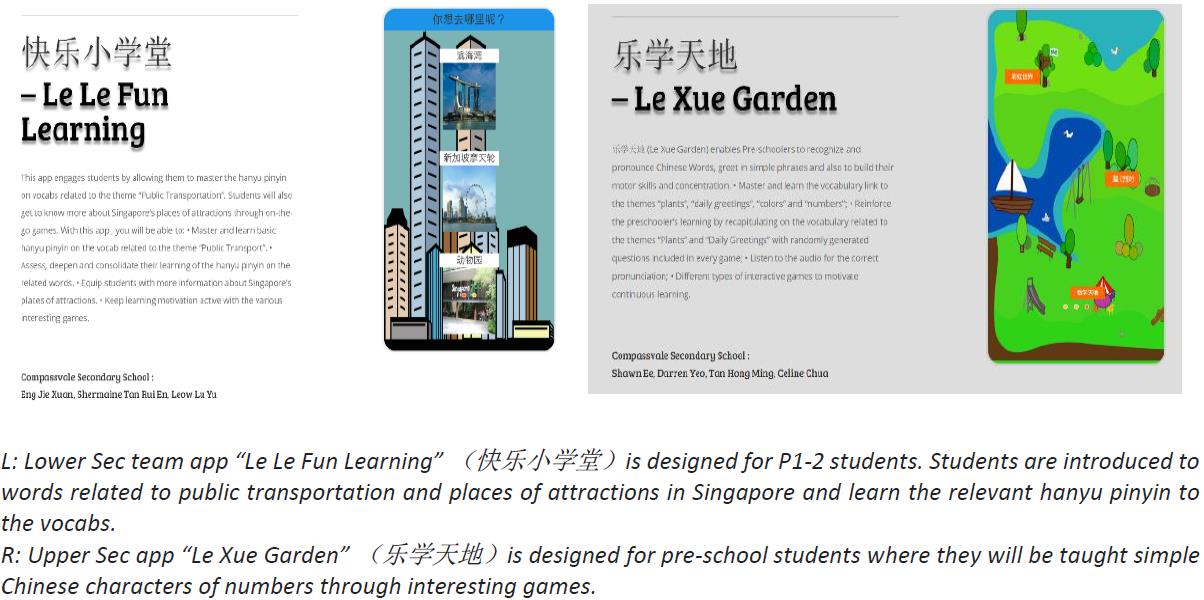 快乐小学堂
– Le Le Fun
Learning
This app engages students by allowing them to master the hanyu pinyin
on vocabs related to the theme “Public Transportation”. Students will also
get to know more about Singapore’s places of attractions through on-the-
go games. With this app, you will be able to: • Master and learn basic
hanyu pinyin on the vocab related to the theme “Public Transport”. •
Assess, deepen and consolidate their learning of the hanyu pinyin on the
related words. • Equip students with more information about Singapore’s
places of attractions. • Keep learning motivation active with the various
interesting games.
Compassvale Secondary School :
Eng Jie Xuan, Shermaine Tan Rui En, Leow Lu Yu
你想去哪里呢？
滨海湾
新加坡摩天轮
动物园
乐学天地
– Le Xue Garden
乐学天地 (Le Xue Garden) enables Pre-schoolers to recognize and
pronounce Chinese Words, greet in simple phrases and also to build their
motor skills and concentration. • Master and learn the vocabulary link to
the themes “plants”, “daily greetings”, “colors” and “numbers”; • Reinforce
the preschooler’s learning by recapitulating on the vocabulary related to
the themes “Plants” and “Daily Greetings” with randomly generated
questions included in every game; • Listen to the audio for the correct
pronunciation; • Different types of interactive games to motivate
continuous learning.
Compassvale Secondary School :
Shawn Ee, Darren Yeo, Tan Hong Ming, Celine Chua
彩虹世界
数学天地
L: Lower Sec team app “Le Le Fun Learning” （快乐小学堂）is designed for P1-2 students. Students are introduced to
words related to public transportation and places of attractions in Singapore and learn the relevant hanyu pinyin to
the vocabs.
R: Upper Sec app “Le Xue Garden” （乐学天地）is designed for pre-school students where they will be taught simple
Chinese characters of numbers through interesting games.